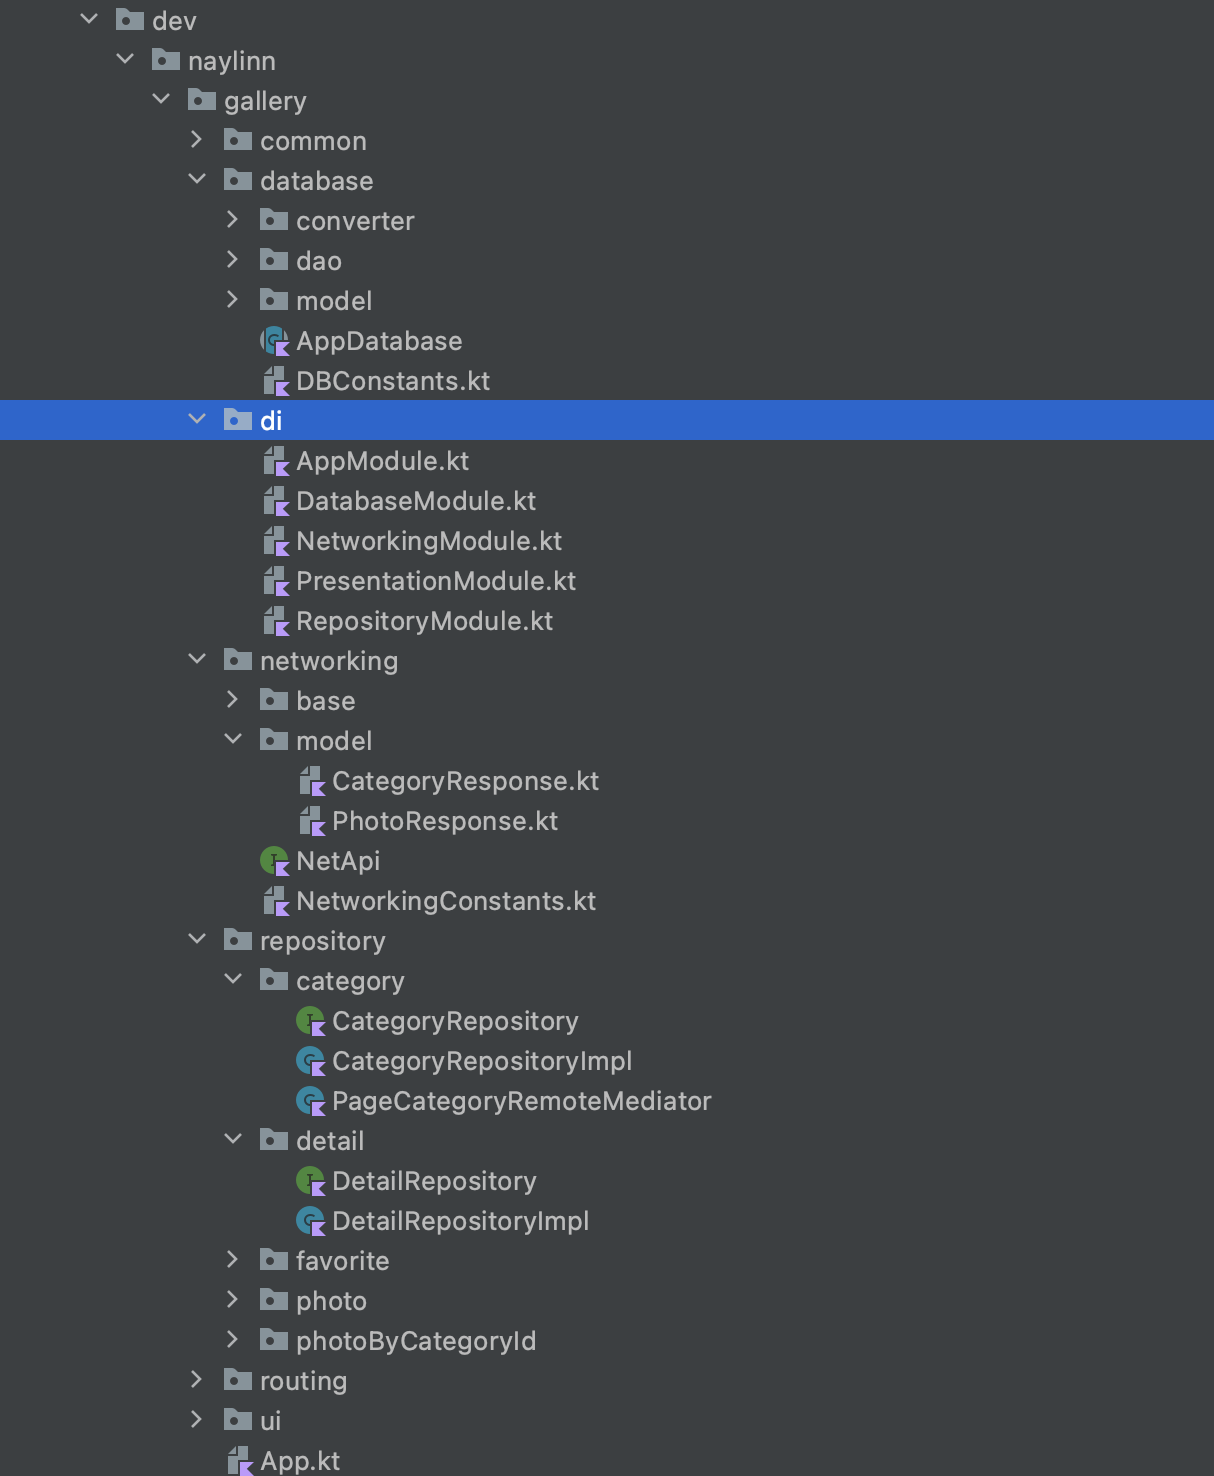 dev
naylinn
gallery
common
database
converter
dao
model
AppDatabase
DBConstants.kt
di
AppModule.kt
DatabaseModule.kt
NetworkingModule.kt
PresentationModule.kt
RepositoryModule.kt
networking
base
model
CategoryResponse.kt
PhotoResponse.kt
NetApi
NetworkingConstants.kt
repository
category
CategoryRepository
CategoryRepositoryImpl
PageCategoryRemoteMediator
detail
DetailRepository
DetailRepositoryImpl
favorite
photo
photoByCategoryId
routing
ui
App.kt